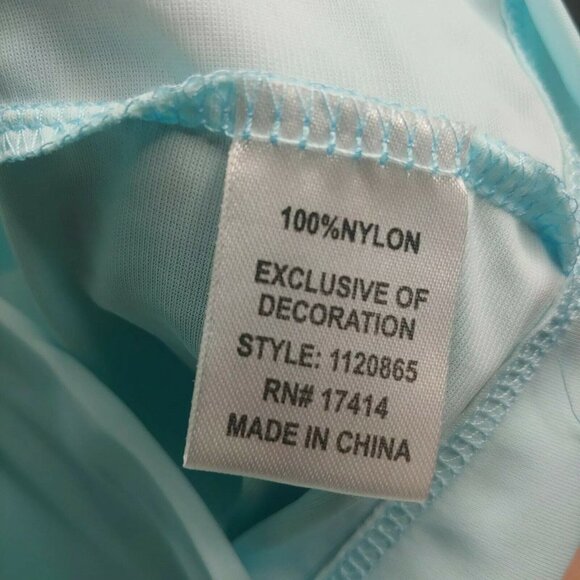 100%NYLON
EXCLUSIVE OF
DECORATION
STYLE: 1120865
RN# 17414
MADE IN CHINA